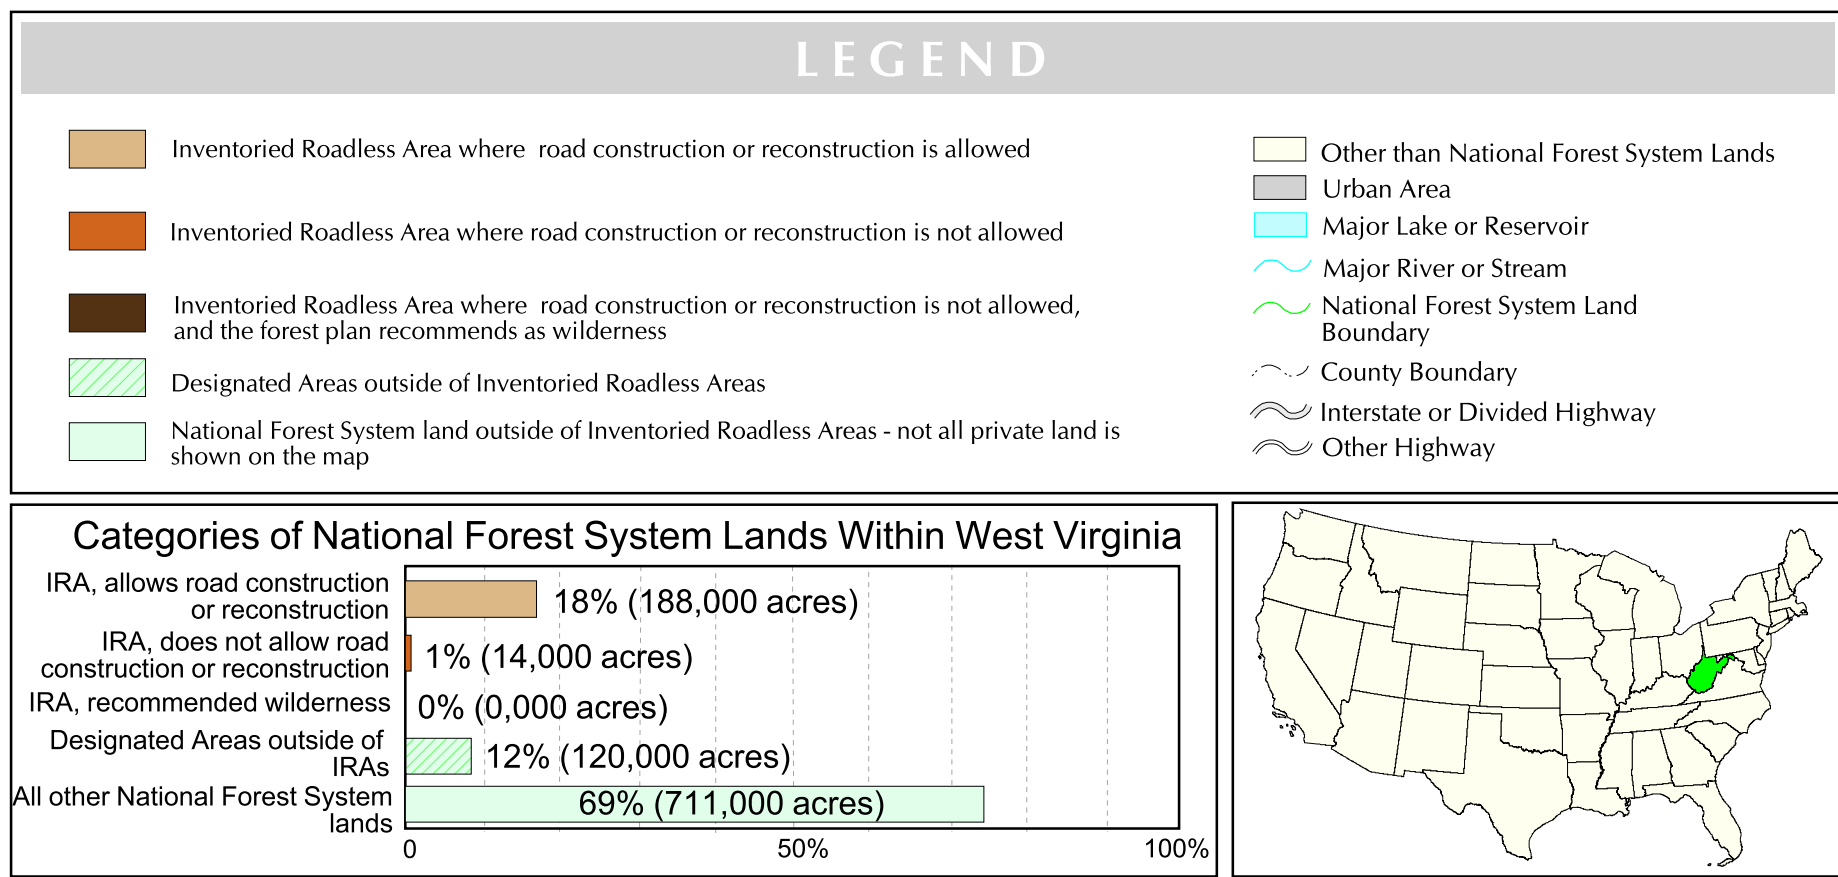 LEGEND
Inventoried Roadless Area where road construction or reconstruction is allowed
Inventoried Roadless Area where road construction or reconstruction is not allowed
Inventoried Roadless Area where road construction or reconstruction is not allowed,
and the forest plan recommends as wilderness
Designated Areas outside of Inventoried Roadless Areas
National Forest System land outside of Inventoried Roadless Areas - not all private land is
shown on the map
Other than National Forest System Lands
Urban Area
Major Lake or Reservoir
Major River or Stream
National Forest System Land
Boundary
County Boundary
Interstate or Divided Highway
Other Highway
Categories of National Forest System Lands Within West Virginia
IRA, allows road construction
or reconstruction
18% (188,000 acres)
IRA, does not allow road
construction or reconstruction
1% (14,000 acres)
IRA, recommended wilderness
0% (0,000 acres)
Designated Areas outside of
IRAs
12% (120,000 acres)
All other National Forest System
lands
69% (711,000 acres)
0
50%
100%